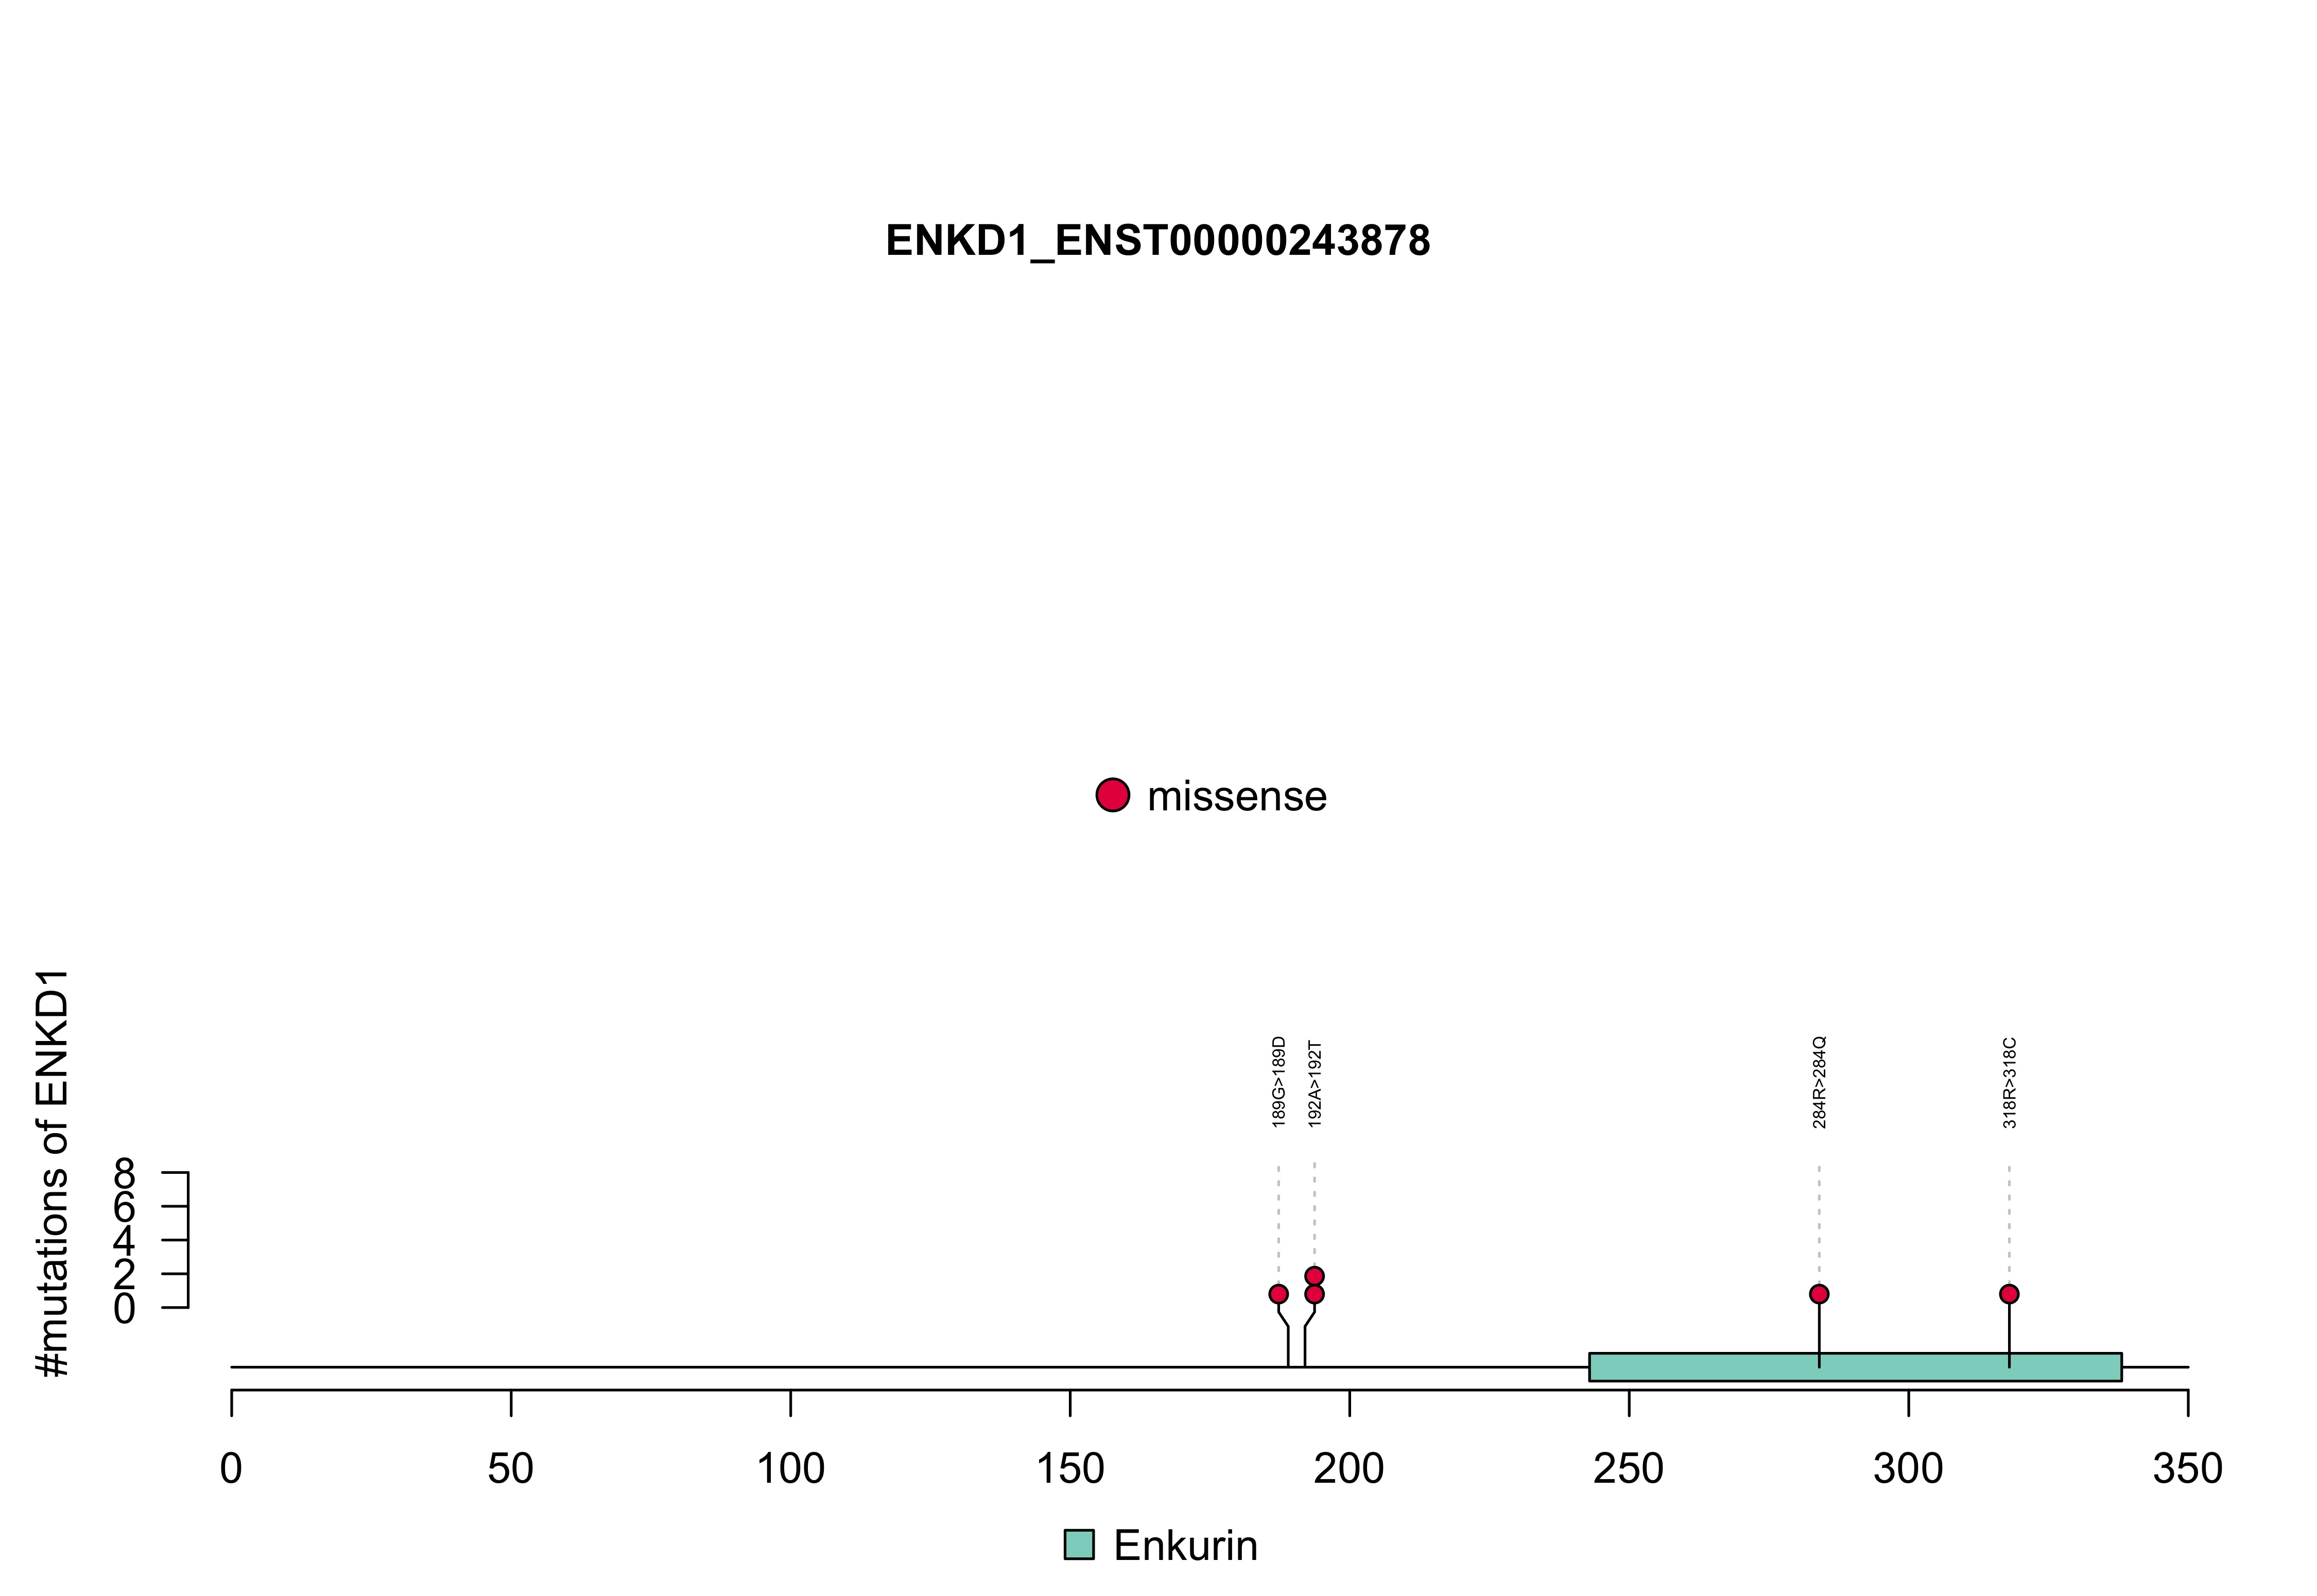 ENKD1_ENST00000243878
missense
#mutations of ENKD1
189G>189D
192A>192T
284R>284Q
318R>318C
8
6
4
2
0
0 50 100 150 200 250 300 350
Enkurin